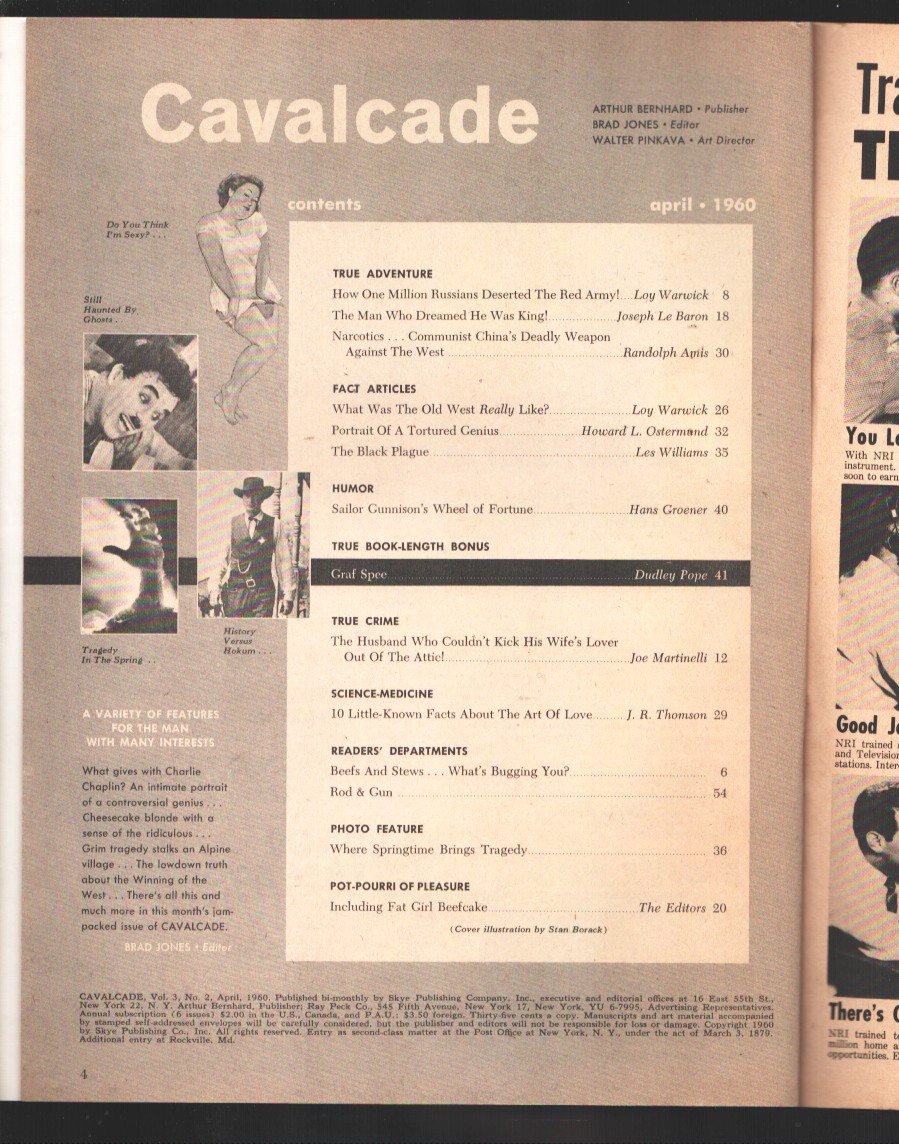 Cavalcade
ARTHUR BERNHARD • Publisher
BRAD JONES • Editor
WALTER PINKAVA • Art Director
contents
april • 1960
Do You Think
I'm Sexy? . . .
Still
Haunted By
Ghosts . .
History
Versus
Hokum . . .
Tragedy
In The Spring . .
A VARIETY OF FEATURES
FOR THE MAN
WITH MANY INTERESTS
What gives with Charlie
Chaplin? An intimate portrait
of a controversial genius . . .
Cheesecake blonde with a
sense of the ridiculous . . .
Grim tragedy stalks an Alpine
village . . . The lowdown truth
about the Winning of the
West . . . There's all this and
much more in this month's jam-
packed issue of CAVALCADE.
BRAD JONES • Editor
TRUE ADVENTURE
How One Million Russians Deserted The Red Army!...Loy Warwick 8
The Man Who Dreamed He Was King!...Joseph Le Baron 18
Narcotics . . . Communist China's Deadly Weapon
Against The West...Randolph Amis 30
FACT ARTICLES
What Was The Old West Really Like?...Loy Warwick 26
Portrait Of A Tortured Genius...Howard L. Ostermand 32
The Black Plague...Les Williams 35
HUMOR
Sailor Gunnison's Wheel of Fortune...Hans Groener 40
TRUE BOOK-LENGTH BONUS
Graf Spee...Dudley Pope 41
TRUE CRIME
The Husband Who Couldn't Kick His Wife's Lover
Out Of The Attic!...Joe Martinelli 12
SCIENCE-MEDICINE
10 Little-Known Facts About The Art Of Love...J. R. Thomson 29
READERS' DEPARTMENTS
Beefs And Stews . . . What's Bugging You?...6
Rod & Gun...54
PHOTO FEATURE
Where Springtime Brings Tragedy...36
POT-POURRI OF PLEASURE
Including Fat Girl Beefcake...The Editors 20
(Cover illustration by Stan Borack)
CAVALCADE, Vol. 3, No. 2, April, 1960. Published bi-monthly by Skye Publishing Company, Inc., executive and editorial offices at 16 East 55th St.,
New York 22, N. Y. Arthur Bernhard, Publisher; Ray Peck Co., 545 Fifth Avenue, New York 17, New York, YU 6-7995, Advertising Representatives.
Annual subscription (6 issues) $2.00 in the U.S., Canada, and P.A.U.; $3.50 foreign. Thirty-five cents a copy. Manuscripts and art material accompanied
by stamped self-addressed envelopes will be carefully considered, but the publisher and editors will not be responsible for loss or damage. Copyright 1960
by Skye Publishing Co., Inc. All rights reserved. Entry as second-class matter at the Post Office at New York, N. Y., under the act of March 3, 1879.
Additional entry at Rockville, Md.
4
Tra
T
You Le
With NRI
instrument.
soon to earn
Good Jo
NRI trained
and Television
stations. Inter
There's
NRI trained t
million home a
opportunities. E